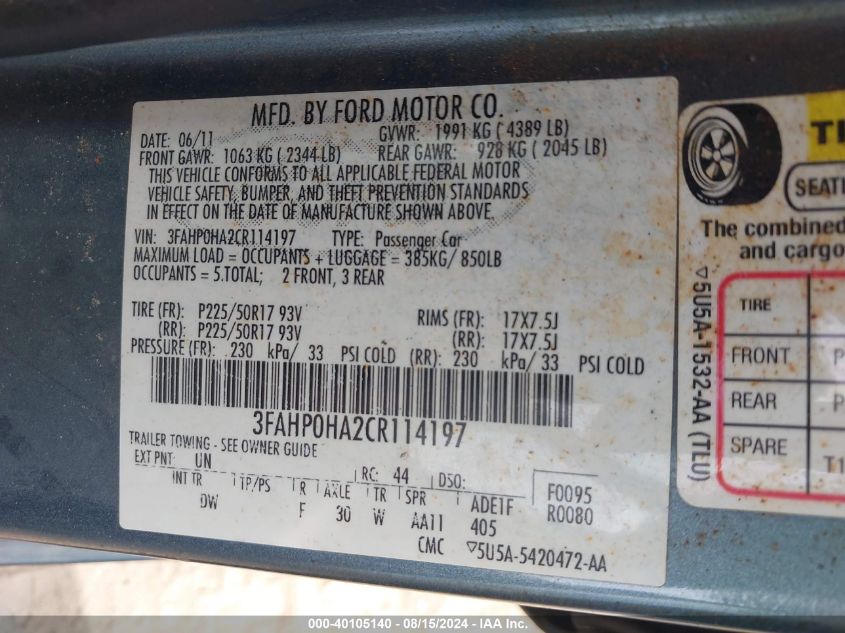 MFD. BY FORD MOTOR CO.
DATE: 06/11 GVWR: 1991 KG ( 4389 LB)
FRONT GAWR: 1063 KG ( 2344 LB) REAR GAWR: 928 KG ( 2045 LB)
THIS VEHICLE CONFORMS TO ALL APPLICABLE FEDERAL MOTOR
VEHICLE SAFETY, BUMPER, AND THEFT PREVENTION STANDARDS
IN EFFECT ON THE DATE OF MANUFACTURE SHOWN ABOVE.
VIN: 3FAHP0HA2CR114197 TYPE: Passenger Car
MAXIMUM LOAD = OCCUPANTS + LUGGAGE = 385KG/ 850LB
OCCUPANTS = 5.TOTAL; 2 FRONT, 3 REAR
TIRE (FR): P225/50R17 93V RIMS (FR): 17X7.5J
(RR): P225/50R17 93V (RR): 17X7.5J
PRESSURE (FR): 230 kPa/ 33 PSI COLD (RR): 230 kPa/ 33 PSI COLD
3FAHP0HA2CR114197
TRAILER TOWING - SEE OWNER GUIDE
EXT PNT: UN RC: 44 DSO: F0095
INT TR TP/PS R AXLE TR SPR ADE1F R0080
DW F 30 W AA11 405
CMC ▽5U5A-5420472-AA
SEATI
The combined
and cargo
TIRE
FRONT P
REAR P
SPARE T1
▽5U5A-1532-AA (TLU)
000-40105140 - 08/15/2024 - IAA, Inc.